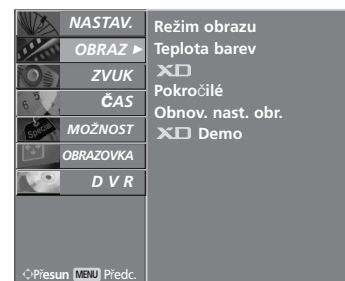 NASTAV.
OBRAZ ▶
ZVUK
ČAS
MOŽNOST
OBRAZOVKA
D V R
Režim obrazu
Teplota barev
XD
Pokročilé
Obnov. nast. obr.
XD Demo
Přesun MENU Předc.